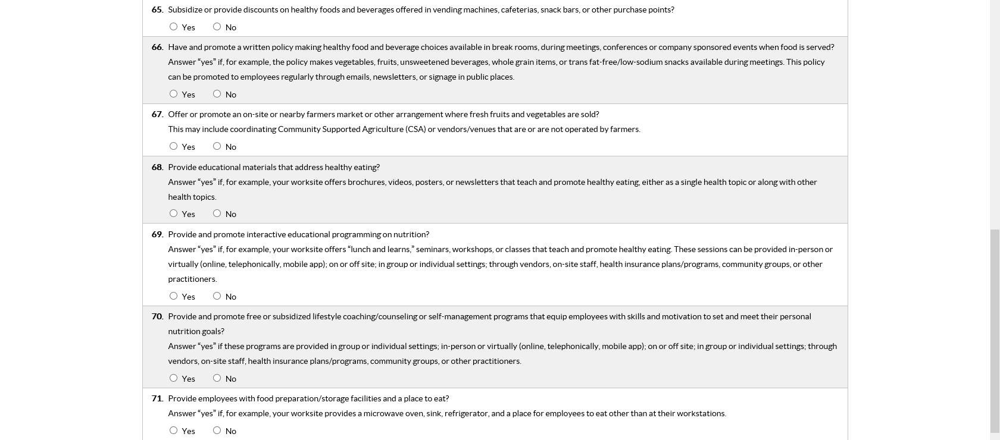 65. Subsidize or provide discounts on healthy foods and beverages offered in vending machines, cafeterias, snack bars, or other purchase points?
Yes No
66. Have and promote a written policy making healthy food and beverage choices available in break rooms, during meetings, conferences or company sponsored events when food is served?
Answer “yes” if, for example, the policy makes vegetables, fruits, unsweetened beverages, whole grain items, or trans fat-free/low-sodium snacks available during meetings. This policy
can be promoted to employees regularly through emails, newsletters, or signage in public places.
Yes No
67. Offer or promote an on-site or nearby farmers market or other arrangement where fresh fruits and vegetables are sold?
This may include coordinating Community Supported Agriculture (CSA) or vendors/venues that are or are not operated by farmers.
Yes No
68. Provide educational materials that address healthy eating?
Answer “yes” if, for example, your worksite offers brochures, videos, posters, or newsletters that teach and promote healthy eating, either as a single health topic or along with other
health topics.
Yes No
69. Provide and promote interactive educational programming on nutrition?
Answer “yes” if, for example, your worksite offers “lunch and learns,” seminars, workshops, or classes that teach and promote healthy eating. These sessions can be provided in-person or
virtually (online, telephonically, mobile app); on or off site; in group or individual settings; through vendors, on-site staff, health insurance plans/programs, community groups, or other
practitioners.
Yes No
70. Provide and promote free or subsidized lifestyle coaching/counseling or self-management programs that equip employees with skills and motivation to set and meet their personal
nutrition goals?
Answer “yes” if these programs are provided in group or individual settings; in-person or virtually (online, telephonically, mobile app); on or off site; in group or individual settings; through
vendors, on-site staff, health insurance plans/programs, community groups, or other practitioners.
Yes No
71. Provide employees with food preparation/storage facilities and a place to eat?
Answer “yes” if, for example, your worksite provides a microwave oven, sink, refrigerator, and a place for employees to eat other than at their workstations.
Yes No